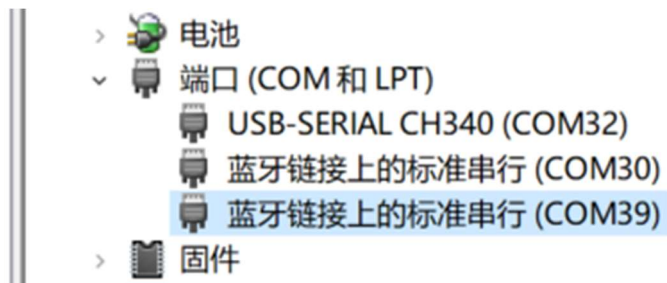 电池
端口 (COM 和 LPT)
USB-SERIAL CH340 (COM32)
蓝牙链接上的标准串行 (COM30)
蓝牙链接上的标准串行 (COM39)
固件